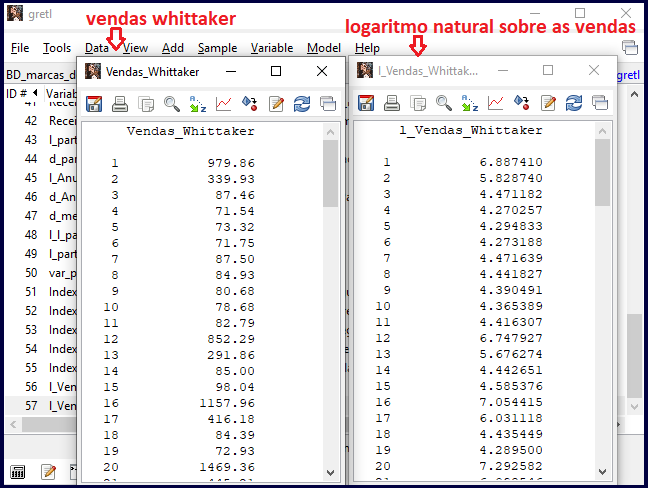 vendas whittaker
logaritmo natural sobre as vendas
gretl
File Tools Data View Add Sample Variable Model Help
BD_marcas_d
gretl
ID #
Variab
42 Recei
43 l_part
44 d_par
45 l_Anu
46 d_An
47 d_me
48 l_l_pa
49 l_part
50 var_p
51 Index
52 Index
53 Index
54 Index
55 Index
56 l_Ven
57 l_Ven
Vendas_Whittaker
Vendas_Whittaker
1 979.86
2 339.93
3 87.46
4 71.54
5 73.32
6 71.75
7 87.50
8 84.93
9 80.68
10 78.68
11 82.79
12 852.29
13 291.86
14 85.00
15 98.04
16 1157.96
17 416.18
18 84.39
19 72.93
20 1469.36
l_Vendas_Whittak...
l_Vendas_Whittaker
1 6.887410
2 5.828740
3 4.471182
4 4.270257
5 4.294833
6 4.273188
7 4.471639
8 4.441827
9 4.390491
10 4.365389
11 4.416307
12 6.747927
13 5.676274
14 4.442651
15 4.585376
16 7.054415
17 6.031118
18 4.435449
19 4.289500
20 7.292582